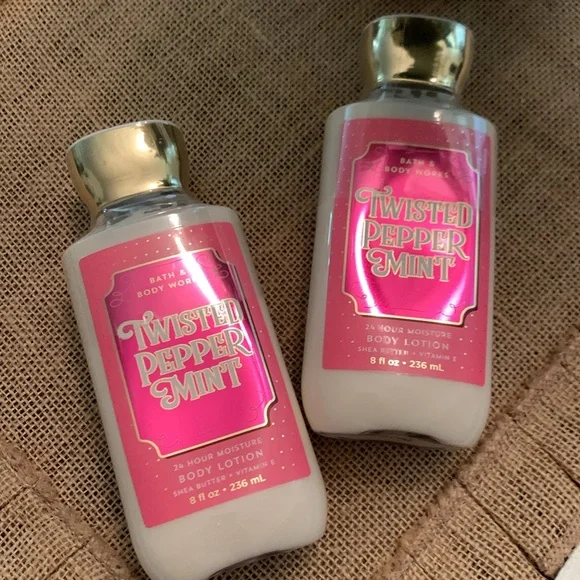 BATH &
BODY WORKS
TWISTED
PEPPER
MINT
24 HOUR MOISTURE
BODY LOTION
SHEA BUTTER + VITAMIN E
8 fl oz • 236 mL
BATH &
BODY WORKS
TWISTED
PEPPER
MINT
24 HOUR MOISTURE
BODY LOTION
SHEA BUTTER + VITAMIN E
8 fl oz • 236 mL